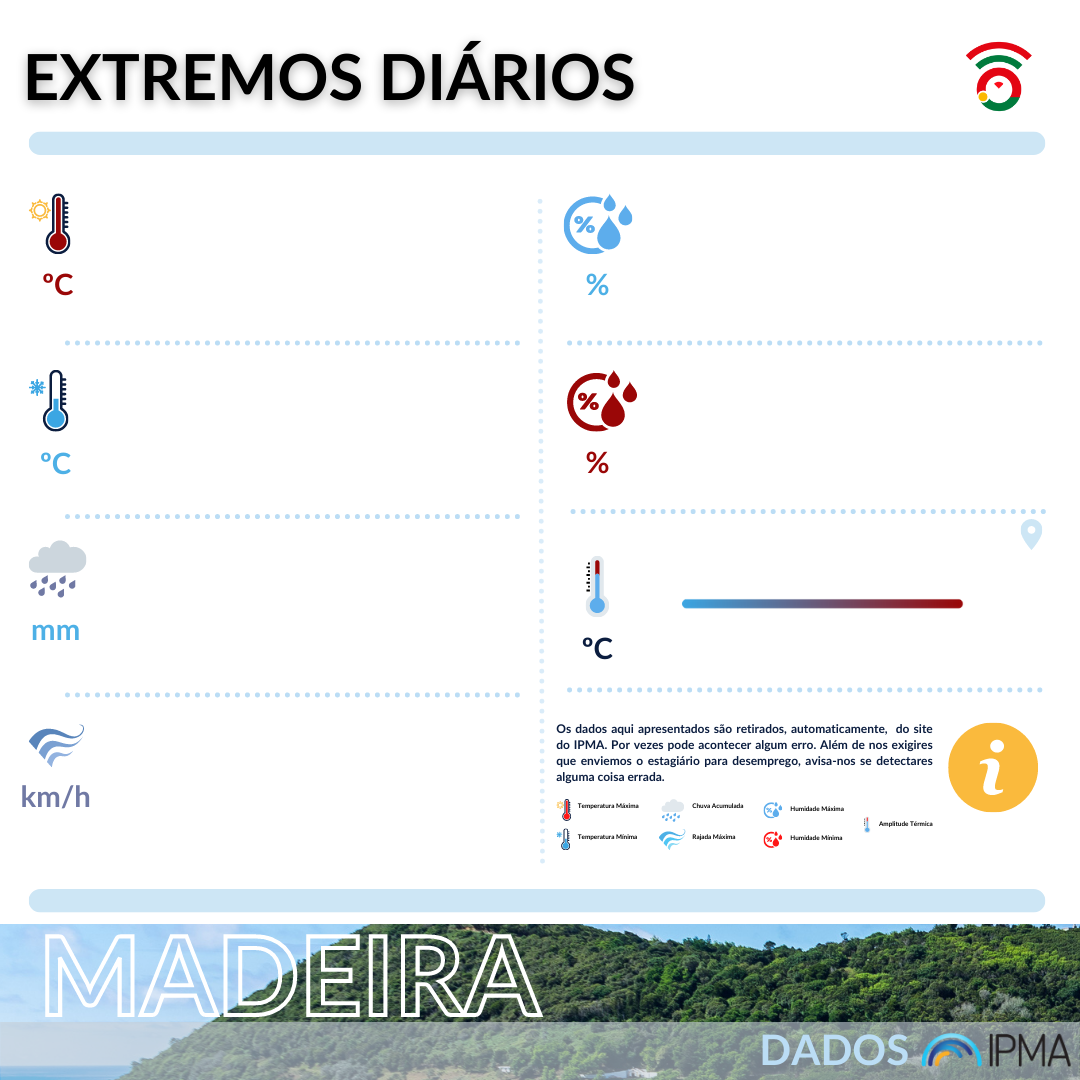 EXTREMOS DIÁRIOS
%
ºC
%
%
ºC
%
mm
ºC
km/h
Os dados aqui apresentados são retirados, automaticamente, do site
do IPMA. Por vezes pode acontecer algum erro. Além de nos exigires
que enviemos o estagiário para desemprego, avisa-nos se detectares
alguma coisa errada.
Temperatura Máxima
Chuva Acumulada
Humidade Máxima
Amplitude Térmica
Temperatura Mínima
Rajada Máxima
Humidade Mínima
i
MADEIRA
DADOS IPMA